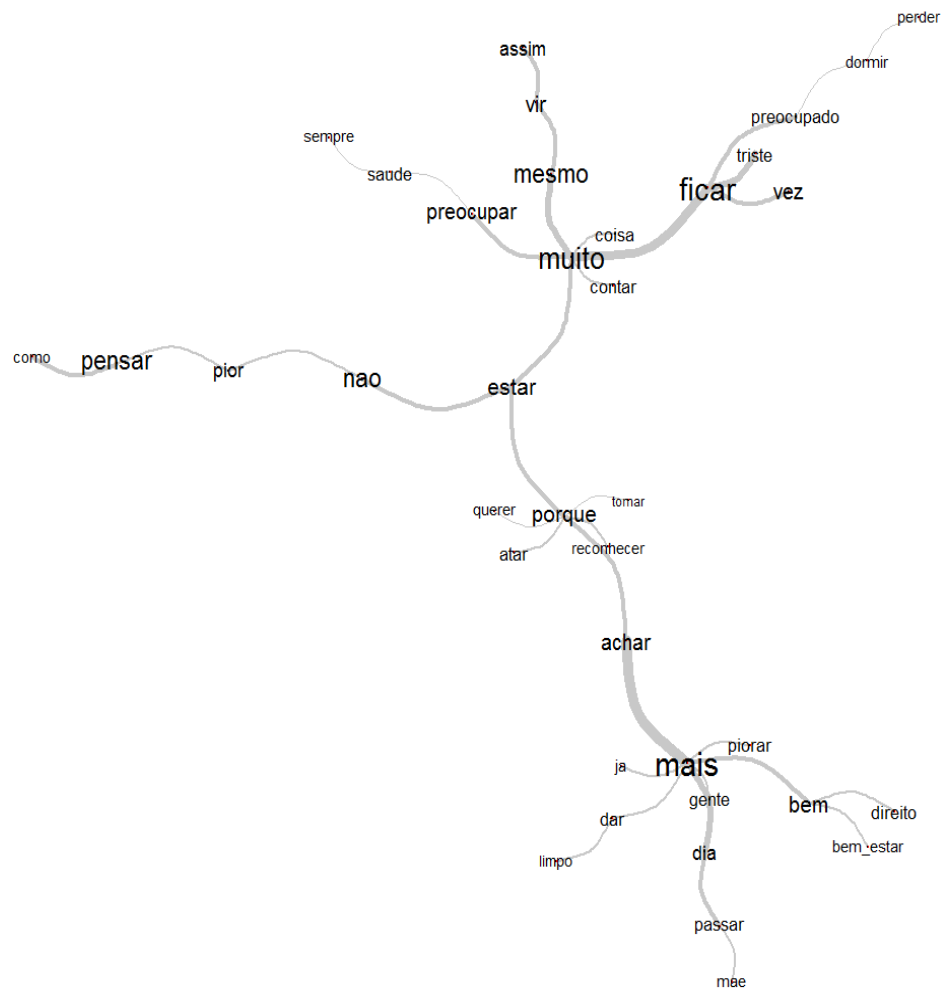 perder
assim
dormir
vir
preocupado
sempre
triste
saude
mesmo
ficar
vez
preocupar
coisa
muito
contar
como
pensar
pior
nao
estar
tomar
querer
porque
atar
reconhecer
achar
piorar
ja
mais
gente
bem
direito
dar
bem_estar
dia
limpo
passar
mae